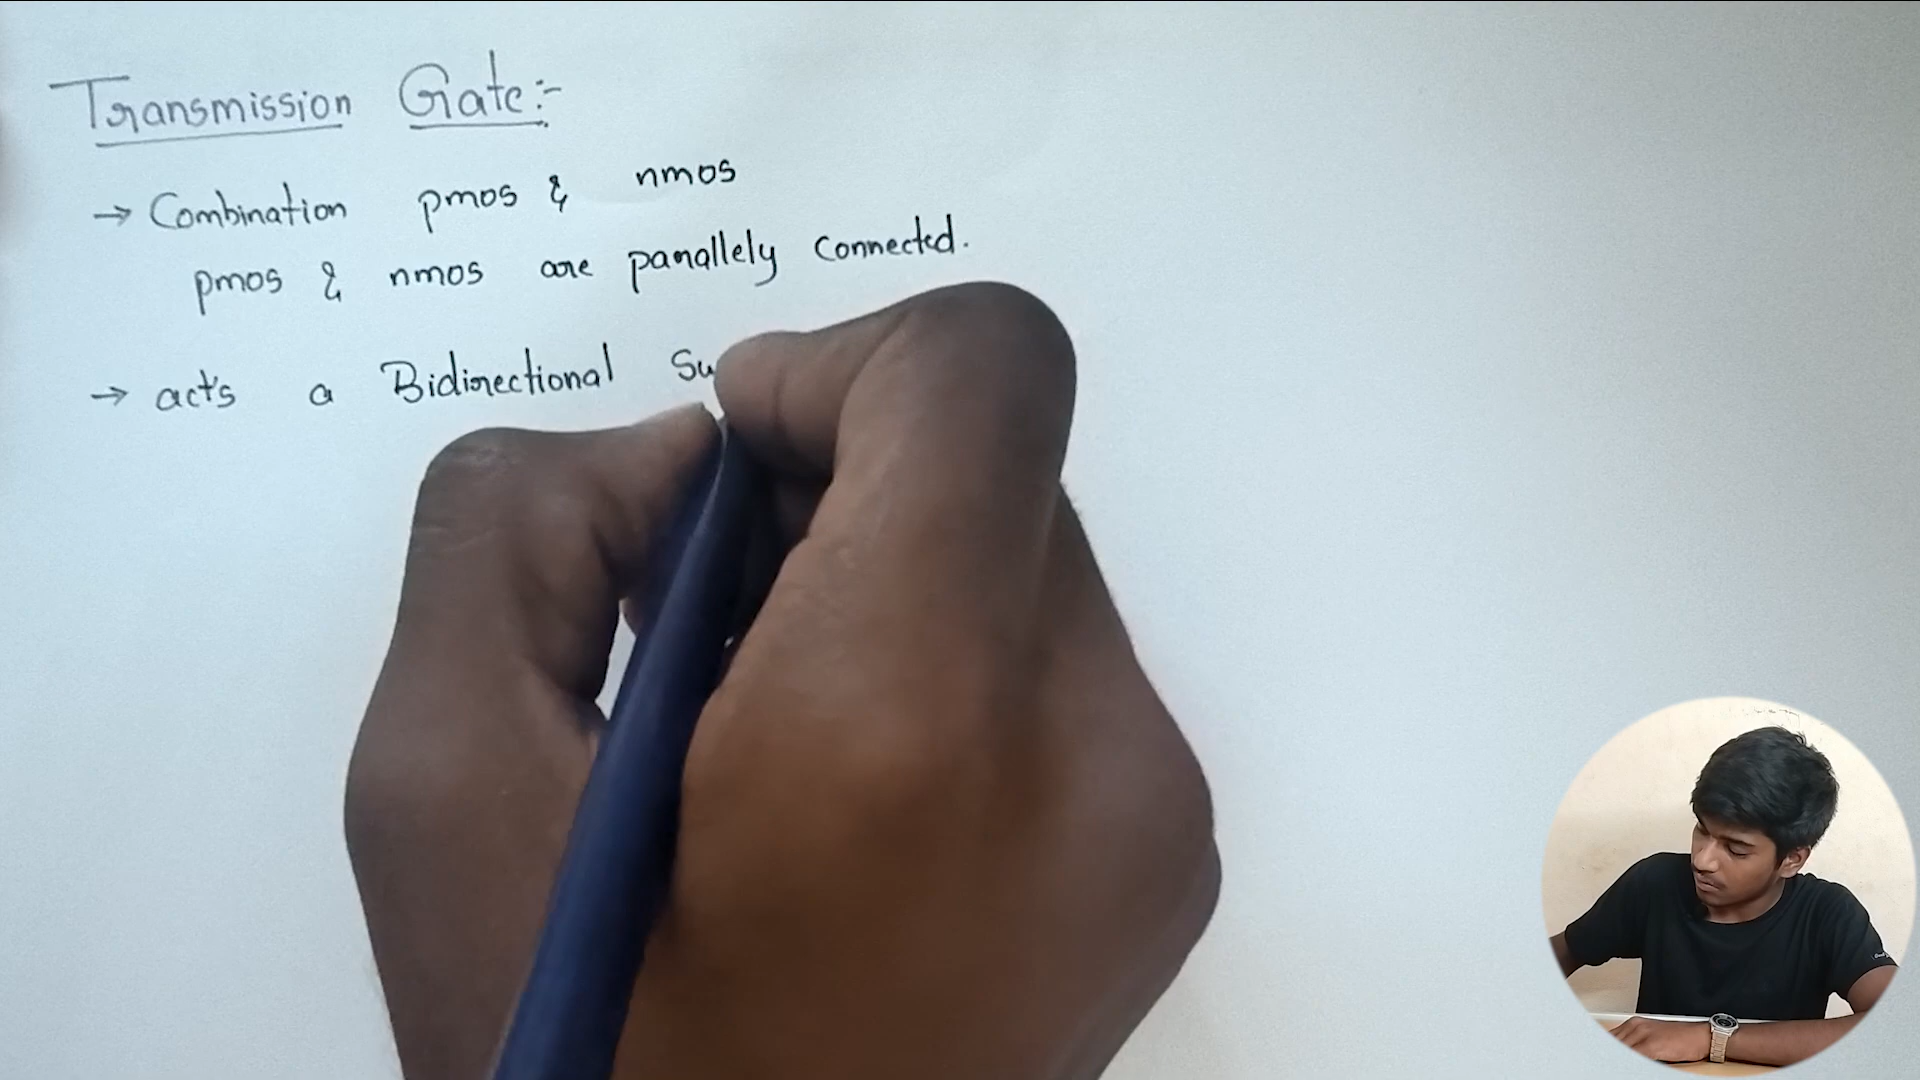 Transmission Gate:-
→ Combination pmos & nmos
pmos & nmos are parallely connected.
→ act's a Bidirectional